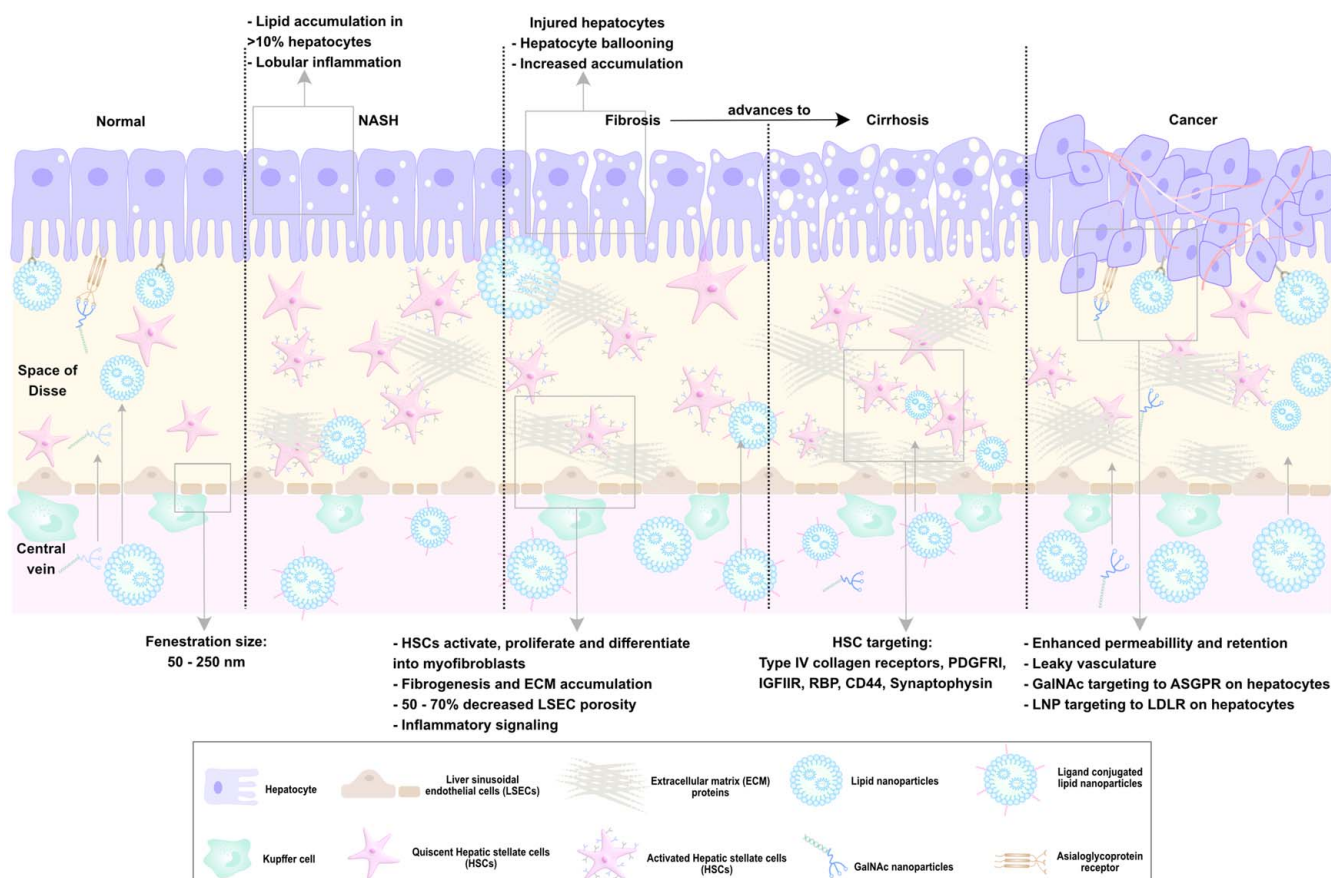 - Lipid accumulation in
>10% hepatocytes
- Lobular inflammation
Injured hepatocytes
- Hepatocyte ballooning
- Increased accumulation
Normal
NASH
Fibrosis
advances to
Cirrhosis
Cancer
Space of
Disse
Central
vein
Fenestration size:
50 - 250 nm
- HSCs activate, proliferate and differentiate
into myofibroblasts
- Fibrogenesis and ECM accumulation
- 50 - 70% decreased LSEC porosity
- Inflammatory signaling
HSC targeting:
Type IV collagen receptors, PDGFRI,
IGFIIR, RBP, CD44, Synaptophysin
- Enhanced permeabillity and retention
- Leaky vasculature
- GalNAc targeting to ASGPR on hepatocytes
- LNP targeting to LDLR on hepatocytes
Hepatocyte
Liver sinusoidal
endothelial cells (LSECs)
Extracellular matrix (ECM)
proteins
Lipid nanoparticles
Ligand conjugated
lipid nanoparticles
Kupffer cell
Quiscent Hepatic stellate cells
(HSCs)
Activated Hepatic stellate cells
(HSCs)
GalNAc nanoparticles
Asialoglycoprotein
receptor